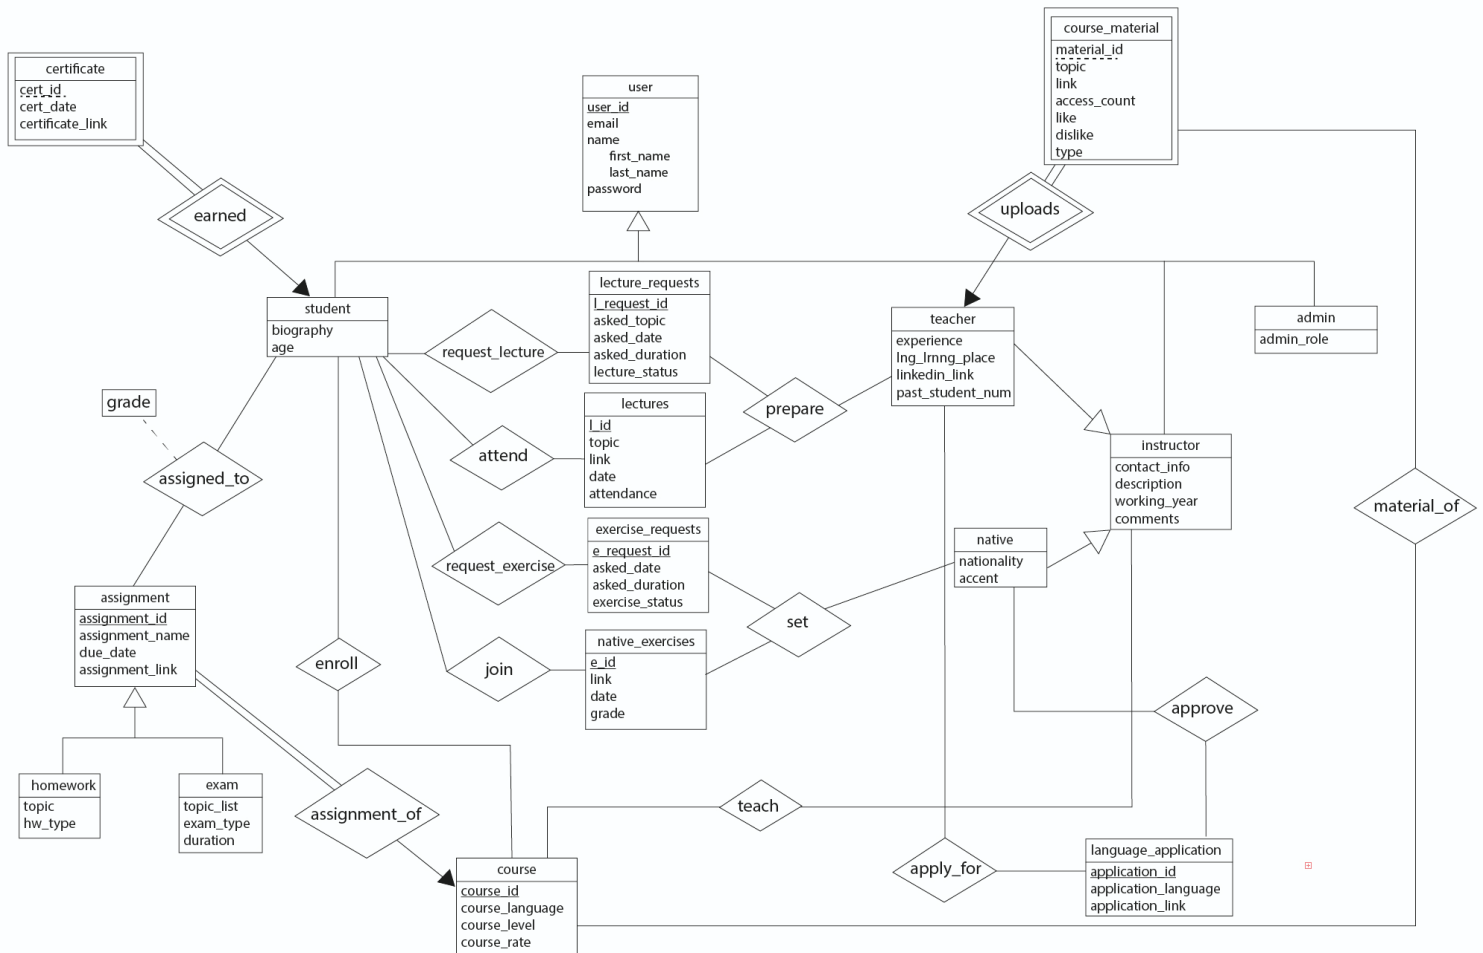 course_material
material_id
topic
link
access_count
like
dislike
type
certificate
cert_id
cert_date
certificate_link
user
user_id
email
name
first_name
last_name
password
earned
uploads
student
biography
age
lecture_requests
l_request_id
asked_topic
asked_date
asked_duration
lecture_status
teacher
experience
lng_lrnng_place
linkedin_link
past_student_num
admin
admin_role
request_lecture
grade
lectures
l_id
topic
link
date
attendance
prepare
attend
assigned_to
instructor
contact_info
description
working_year
comments
material_of
exercise_requests
e_request_id
asked_date
asked_duration
exercise_status
native
nationality
accent
request_exercise
assignment
assignment_id
assignment_name
due_date
assignment_link
set
native_exercises
e_id
link
date
grade
enroll
join
approve
homework
topic
hw_type
exam
topic_list
exam_type
duration
assignment_of
teach
language_application
application_id
application_language
application_link
apply_for
course
course_id
course_language
course_level
course_rate